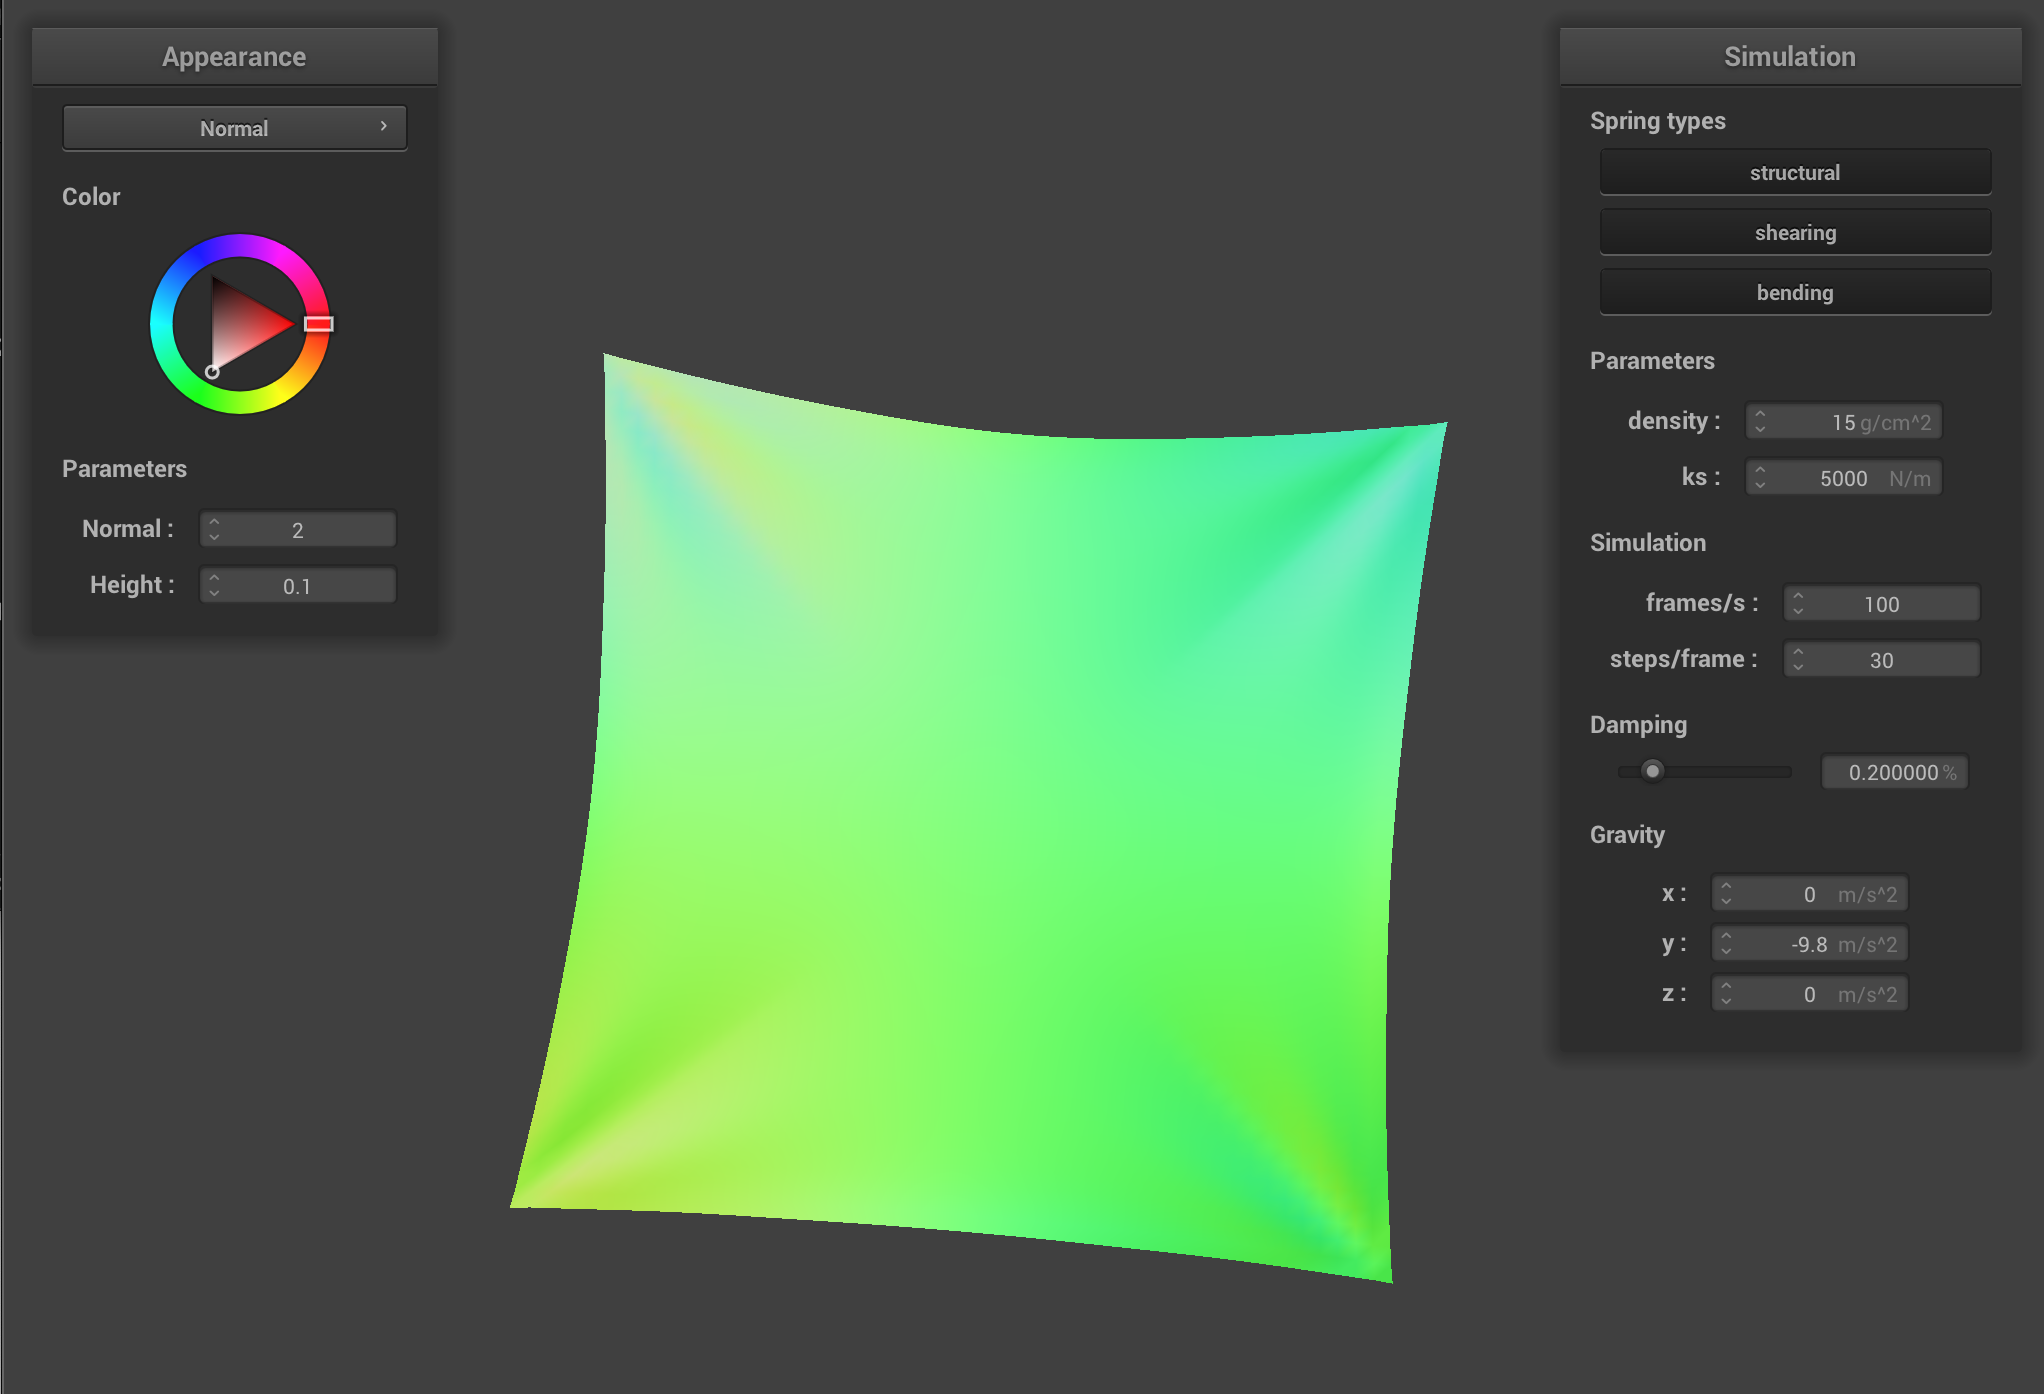 Appearance
Normal
Color
Parameters
Normal : 2
Height : 0.1
Simulation
Spring types
structural
shearing
bending
Parameters
density : 15 g/cm^2
ks : 5000 N/m
Simulation
frames/s : 100
steps/frame : 30
Damping
0.200000 %
Gravity
x : 0 m/s^2
y : -9.8 m/s^2
z : 0 m/s^2